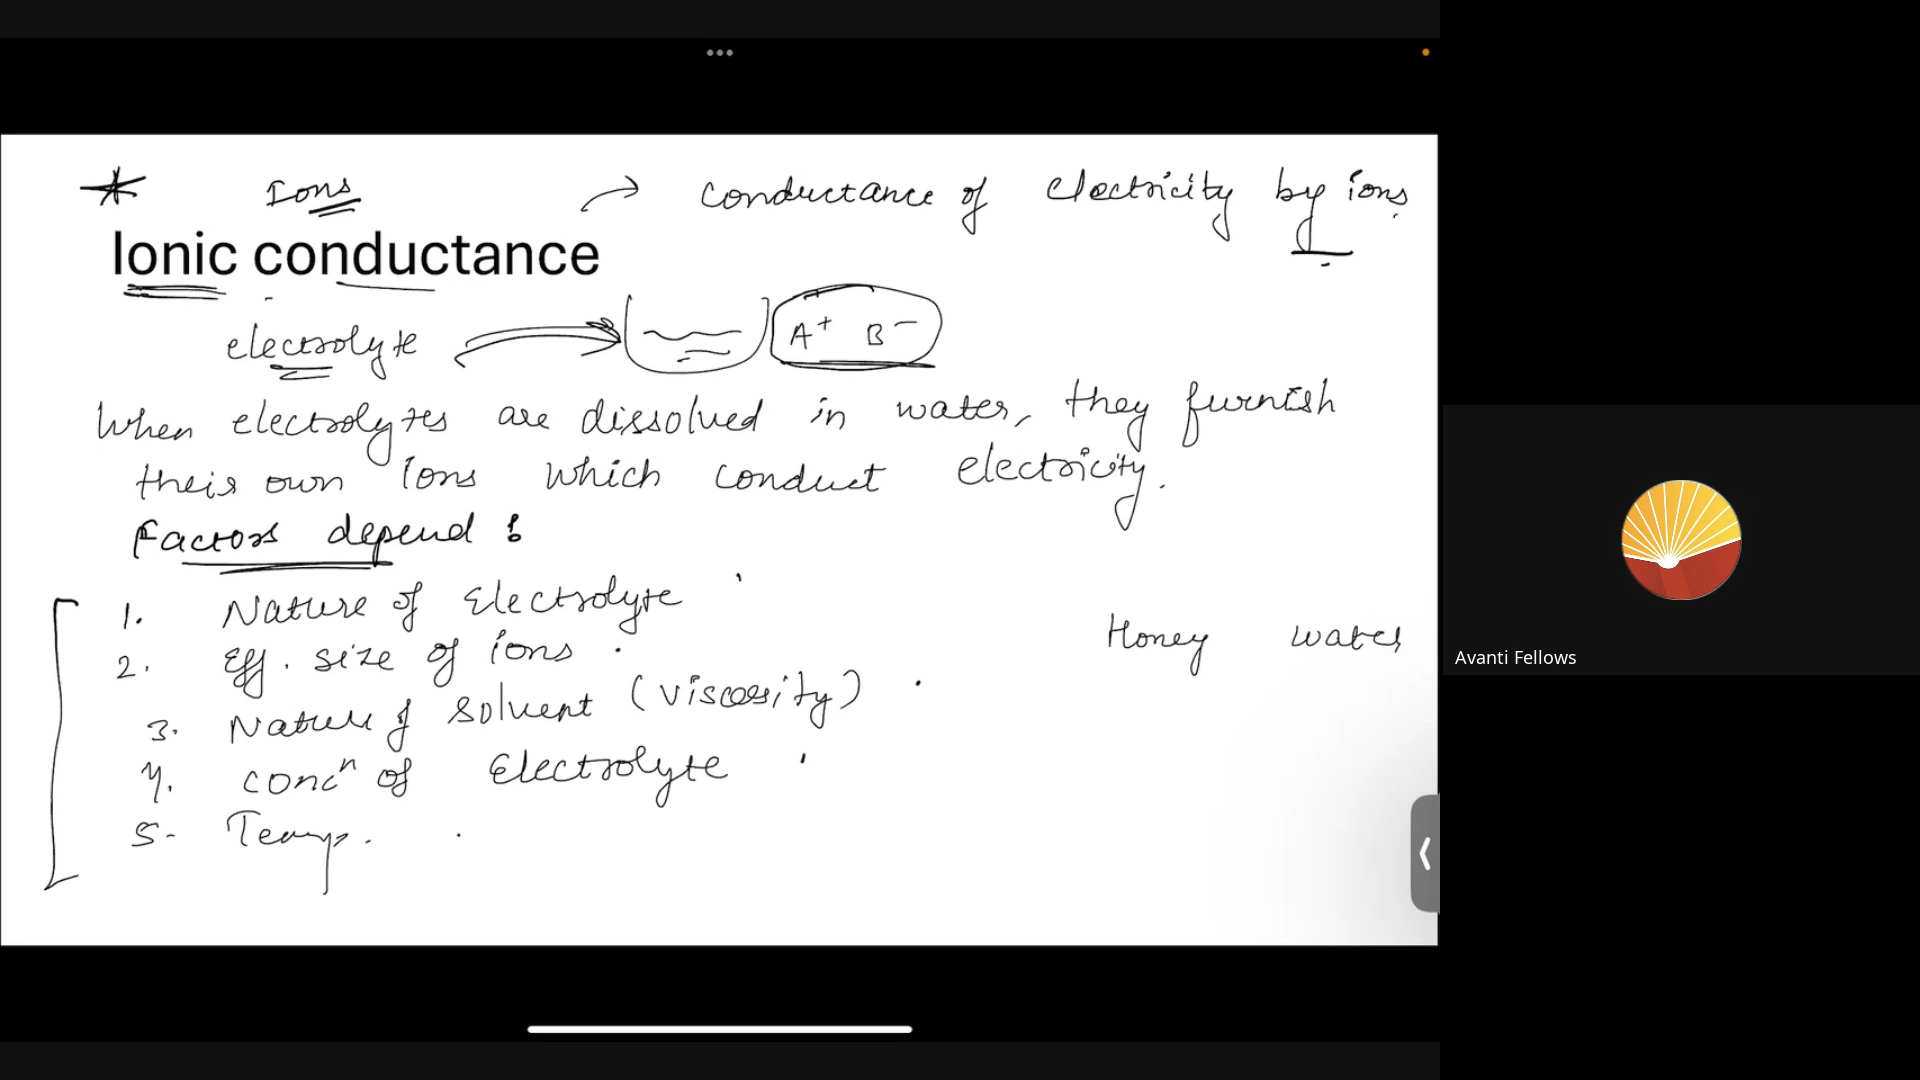 Ions → conductance of electricity by ions
Ionic conductance
electrolyte A⁺ B⁻
When electrolytes are dissolved in water, they furnish
their own ions which conduct electricity.
Factors depend :
1. Nature of Electrolyte
2. Eff. size of ions
Honey water
3. Nature of solvent (viscosity)
4. concⁿ of Electrolyte
5- Temp.
Avanti Fellows